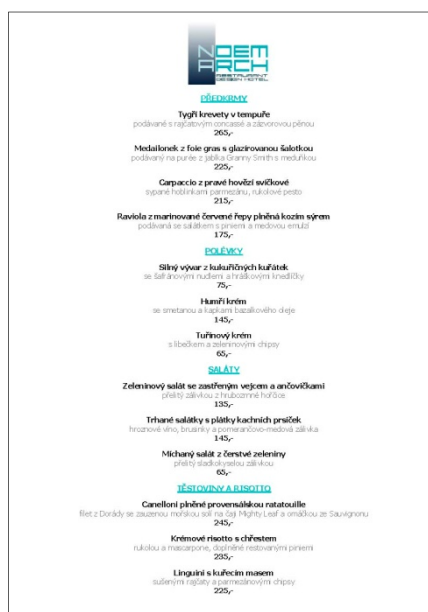 NOEM
ARCH
RESTAURANT
DESIGN HOTEL
PŘEDKRMY
Tygří krevety v tempuře
podávané s rajčatovým concassé a zázvorovou pěnou
265,-
Medailonek z foie gras s glazírovanou šalotkou
podávaný na purée z jablka Granny Smith s meduňkou
225,-
Carpaccio z pravé hovězí svíčkové
sypané hoblinkami parmezánu, rukolové pesto
215,-
Raviola z marinované červené řepy plněná kozím sýrem
podávaná se salátkem s piniemi a medovou emulzí
175,-
POLÉVKY
Silný vývar z kukuřičných kuřátek
se šafránovými nudlemi a hráškovými knedlíčky
75,-
Humří krém
se smetanou a kapkami bazalkového oleje
145,-
Tuřínový krém
s libečkem a zeleninovými chipsy
65,-
SALÁTY
Zeleninový salát se zastřeným vejcem a ančovičkami
přelitý zálivkou z hrubozrnné hořčice
135,-
Trhané salátky s plátky kachních prsíček
hroznové víno, brusinky a pomerančovo-medová zálivka
145,-
Míchaný salát z čerstvé zeleniny
přelitý sladkokyselou zálivkou
65,-
TĚSTOVINY A RISOTTO
Canelloni plněné provensálskou ratatouille
filet z Dorády se zauzenou mořskou solí na čaji Mighty Leaf a omáčkou ze Sauvignonu
245,-
Krémové risotto s chřestem
rukolou a mascarpone, doplněné restovanými piniemi
235,-
Linguini s kuřecím masem
sušenými rajčaty a parmezánovými chipsy
225,-